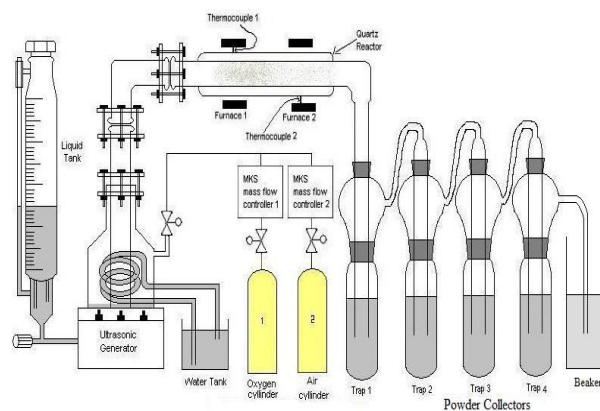 Thermocouple 1
Quartz
Reactor
Furnace 1
Furnace 2
Thermocouple 2
Liquid
Tank
MKS
mass flow
controller 1
MKS
mass flow
controller 2
1
2
Ultrasonic
Generator
Water Tank
Oxygen
cylinder
Air
cylinder
Trap 1
Trap 2
Trap 3
Trap 4
Beaker
Powder Collectors